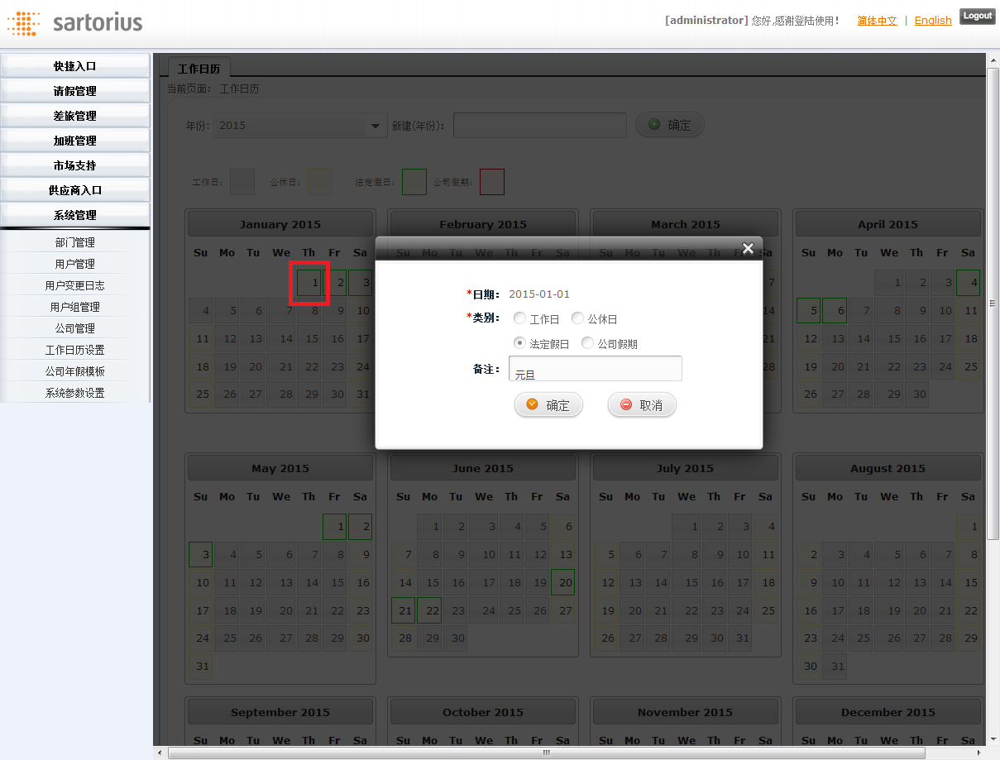 sartorius
[administrator] 您好,感谢登陆使用! 简体中文 | English Logout
快捷入口
请假管理
差旅管理
加班管理
市场支持
供应商入口
系统管理
部门管理
用户管理
用户变更日志
用户组管理
公司管理
工作日历设置
公司年假模板
系统参数设置
工作日历
当前页面: 工作日历
年份: 2015 新建(年份): 确定
工作日: 公休日: 法定假日: 公司假期:
January 2015 February 2015 March 2015 April 2015
Su Mo Tu We Th Fr Sa Su Mo Tu We Th Fr Sa Su Mo Tu We Th Fr Sa Su Mo Tu We Th Fr Sa
1 2 3 7 1 2 3 4
4 5 6 7 8 9 10 14 5 6 7 8 9 10 11
11 12 13 14 15 16 17 21 12 13 14 15 16 17 18
18 19 20 21 22 23 24 28 19 20 21 22 23 24 25
25 26 27 28 29 30 31 26 27 28 29 30
*日期: 2015-01-01
*类别: 工作日 公休日
法定假日 公司假期
备注: 元旦
确定 取消
May 2015 June 2015 July 2015 August 2015
Su Mo Tu We Th Fr Sa Su Mo Tu We Th Fr Sa Su Mo Tu We Th Fr Sa Su Mo Tu We Th Fr Sa
1 2 1 2 3 4 5 6 1 2 3 4 1
3 4 5 6 7 8 9 7 8 9 10 11 12 13 5 6 7 8 9 10 11 2 3 4 5 6 7 8
10 11 12 13 14 15 16 14 15 16 17 18 19 20 12 13 14 15 16 17 18 9 10 11 12 13 14 15
17 18 19 20 21 22 23 21 22 23 24 25 26 27 19 20 21 22 23 24 25 16 17 18 19 20 21 22
24 25 26 27 28 29 30 28 29 30 26 27 28 29 30 31 23 24 25 26 27 28 29
31 30 31
September 2015 October 2015 November 2015 December 2015
Su Mo Tu We Th Fr Sa Su Mo Tu We Th Fr Sa Su Mo Tu We Th Fr Sa Su Mo Tu We Th Fr Sa